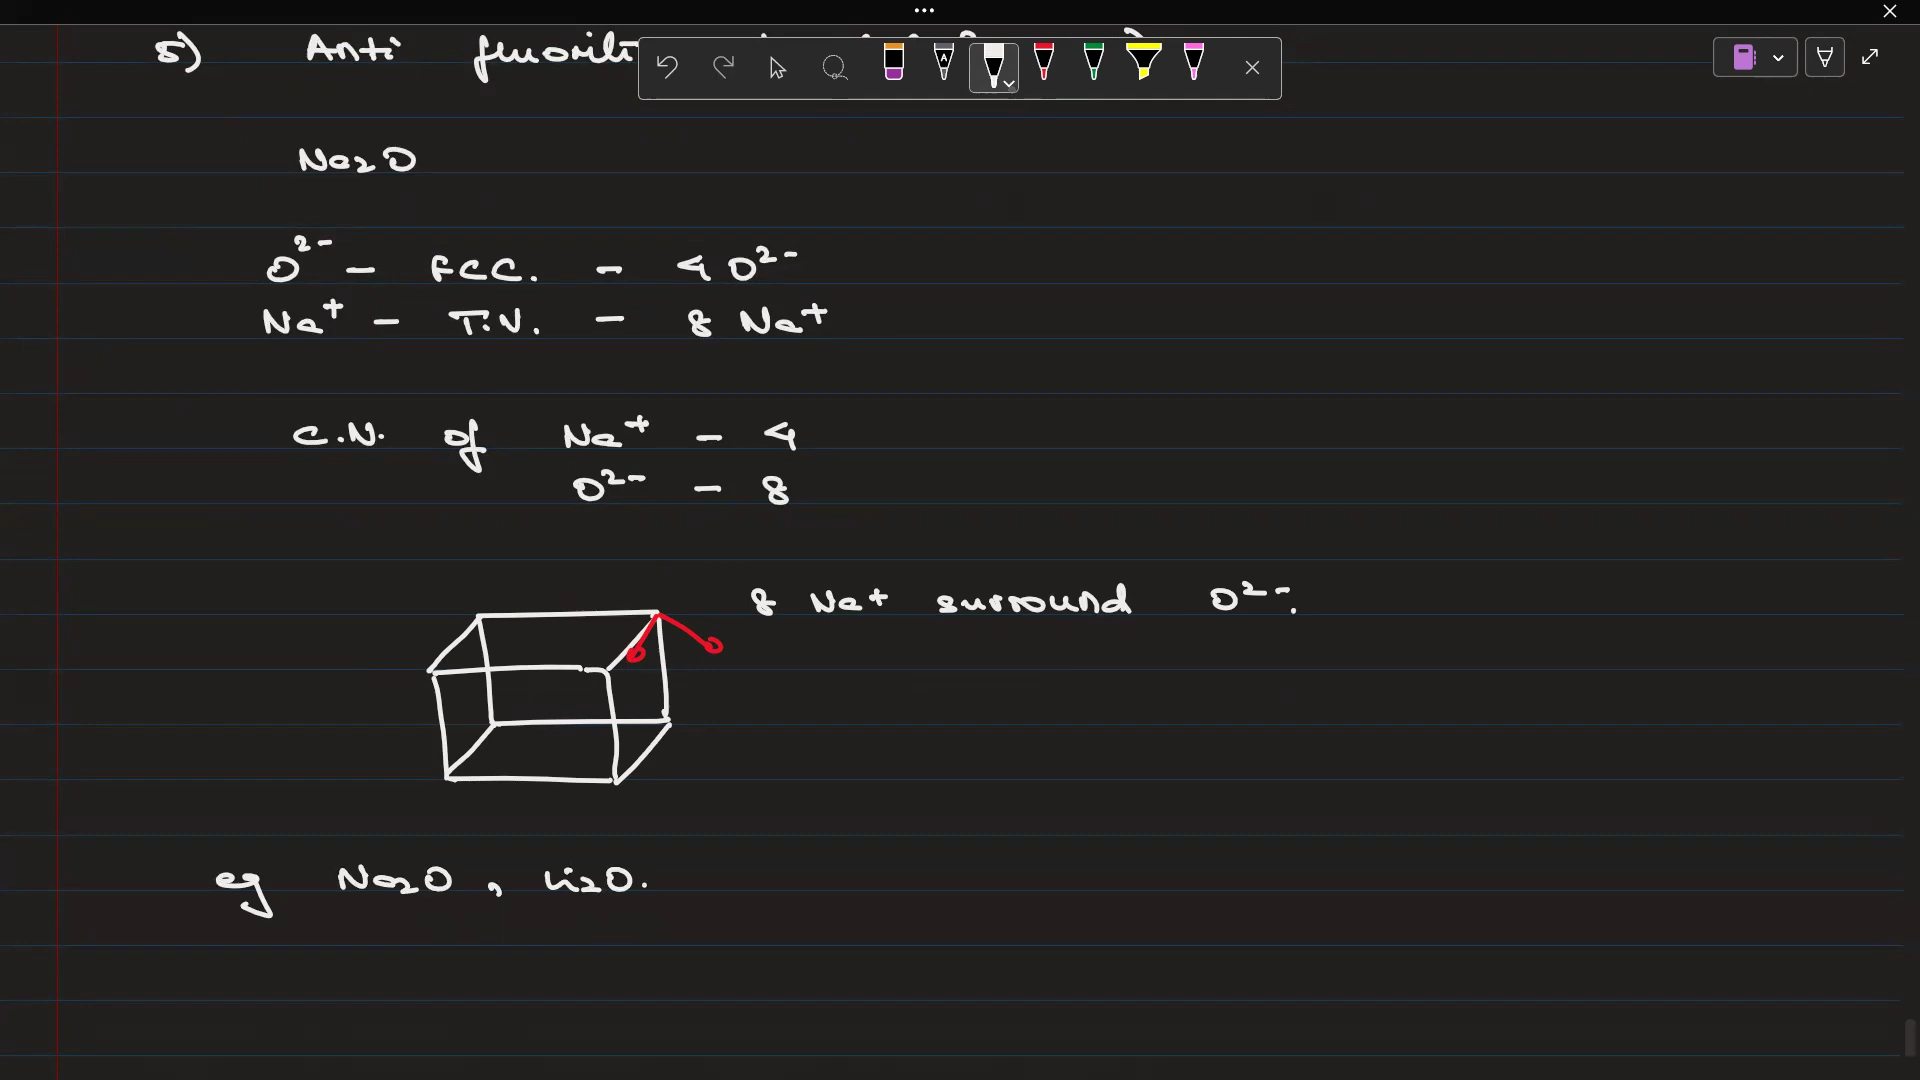 5) Anti
Na₂O
O²⁻ – FCC. – 4 O²⁻
Na⁺ – T.V. – 8 Na⁺
C.N. of Na⁺ – 4
O²⁻ – 8
8 Na⁺ surround O²⁻.
eg Na₂O, Li₂O.